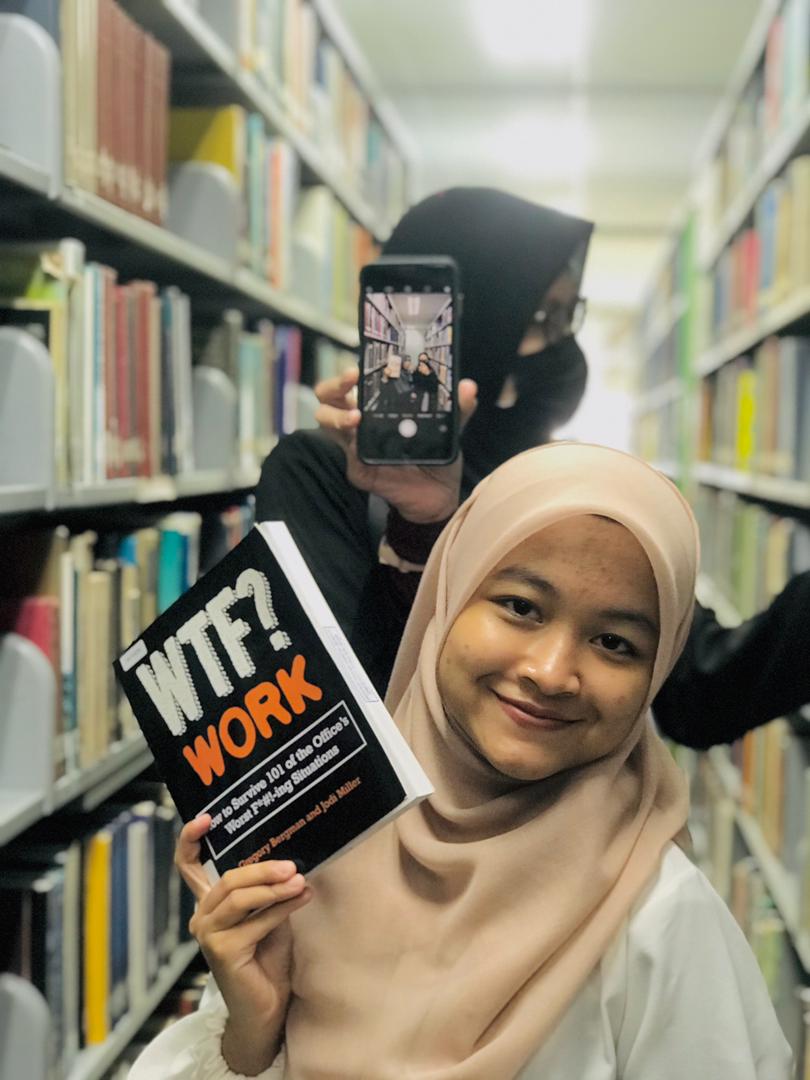 WTF?
WORK
How to Survive 101 of the Office's
Worst F*#!-ing Situations
Gregory Bergman and Jodi Miller